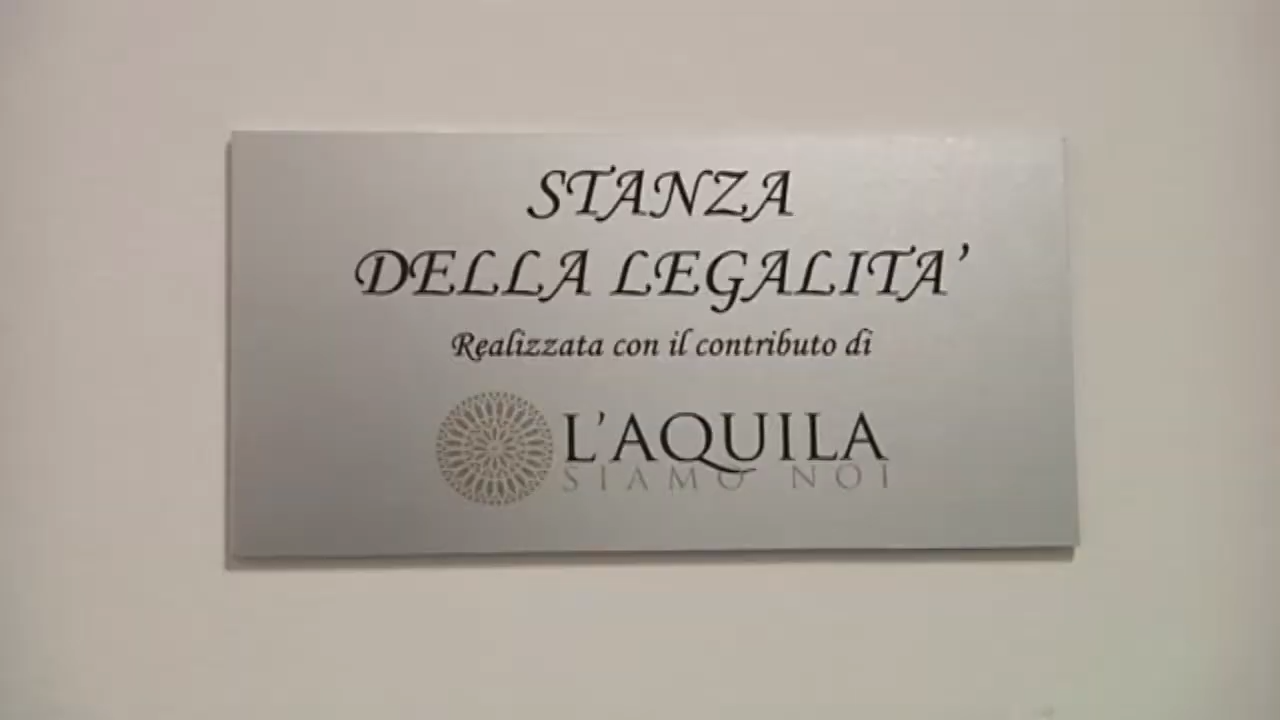 STANZA
DELLA LEGALITA'
Realizzata con il contributo di
L'AQUILA
SIAMO NOI